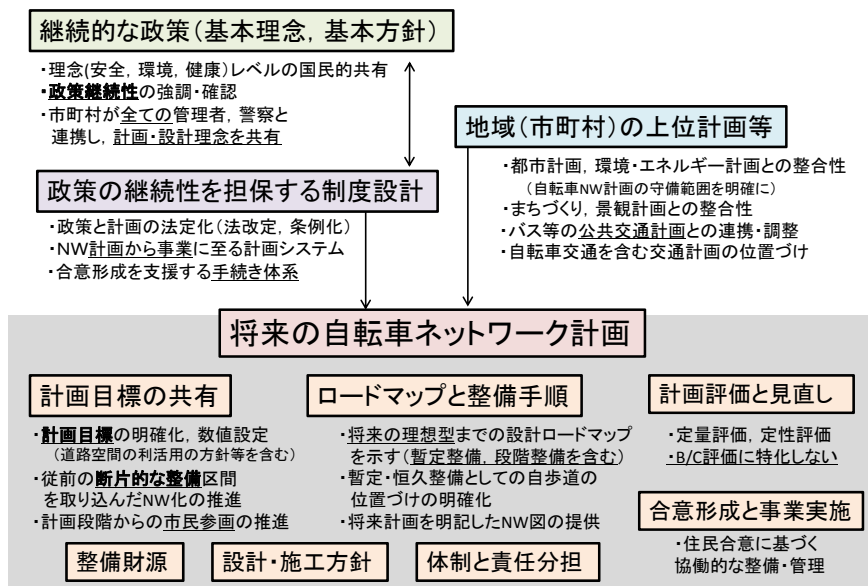 継続的な政策（基本理念，基本方針）
・理念(安全，環境，健康）レベルの国民的共有
・政策継続性の強調・確認
・市町村が全ての管理者，警察と
連携し，計画・設計理念を共有
地域（市町村）の上位計画等
・都市計画，環境・エネルギー計画との整合性
（自転車NW計画の守備範囲を明確に）
・まちづくり，景観計画との整合性
・バス等の公共交通計画との連携・調整
・自転車交通を含む交通計画の位置づけ
政策の継続性を担保する制度設計
・政策と計画の法定化（法改定，条例化）
・NW計画から事業に至る計画システム
・合意形成を支援する手続き体系
将来の自転車ネットワーク計画
計画目標の共有
・計画目標の明確化，数値設定
（道路空間の利活用の方針等を含む）
・従前の断片的な整備区間
を取り込んだNW化の推進
・計画段階からの市民参画の推進
ロードマップと整備手順
・将来の理想型までの設計ロードマップ
を示す（暫定整備，段階整備を含む）
・暫定・恒久整備としての自歩道の
位置づけの明確化
・将来計画を明記したNW図の提供
計画評価と見直し
・定量評価，定性評価
・B/C評価に特化しない
合意形成と事業実施
・住民合意に基づく
協働的な整備・管理
整備財源
設計・施工方針
体制と責任分担